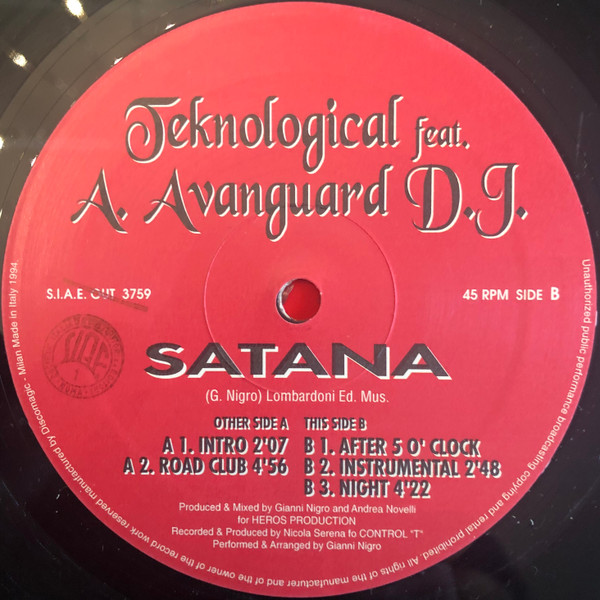 Teknological feat.
A. Avanguard D.J.
S.I.A.E. OUT 3759
45 RPM SIDE B
SATANA
(G. Nigro) Lombardoni Ed. Mus.
OTHER SIDE A
A 1. INTRO 2'07
A 2. ROAD CLUB 4'56
THIS SIDE B
B 1. AFTER 5 O' CLOCK
B 2. INSTRUMENTAL 2'48
B 3. NIGHT 4'22
Produced & Mixed by Gianni Nigro and Andrea Novelli
for HEROS PRODUCTION
Recorded & Produced by Nicola Serena fo CONTROL "T"
Performed & Arranged by Gianni Nigro
Unauthorized public performance broadcasting copying and rental prohibited. All rights of the manufacturer and of the owner of the record work reserved manufactured by Discomagic - Milan Made in Italy 1994.